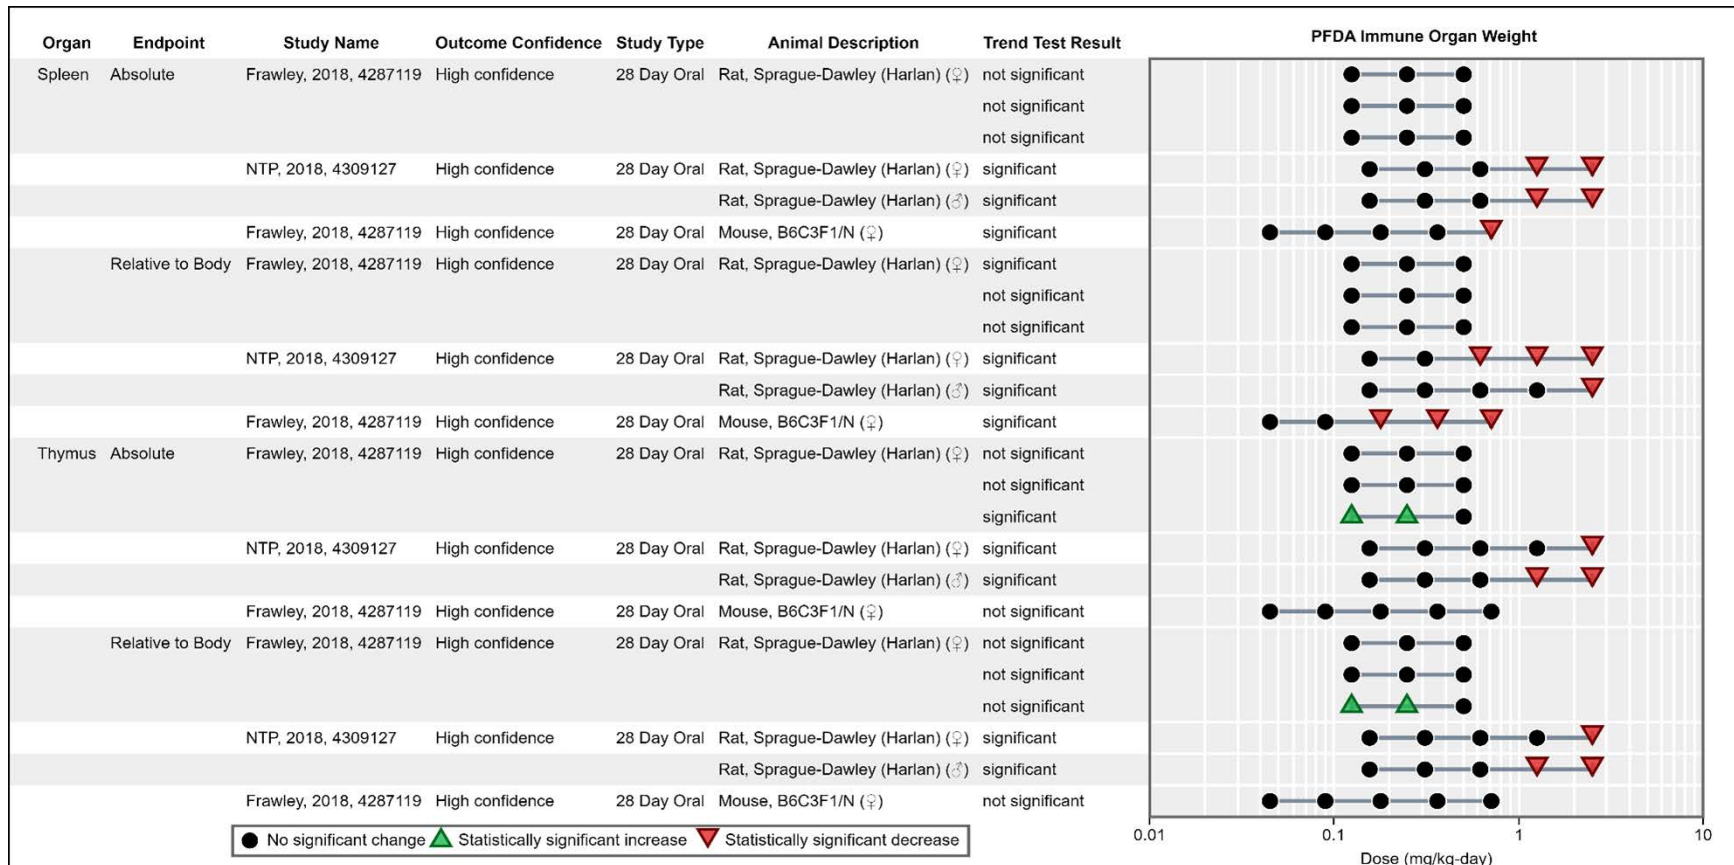 Organ Endpoint Study Name Outcome Confidence Study Type Animal Description Trend Test Result PFDA Immune Organ Weight
Spleen Absolute Frawley, 2018, 4287119 High confidence 28 Day Oral Rat, Sprague-Dawley (Harlan) (♀) not significant
not significant
not significant
NTP, 2018, 4309127 High confidence 28 Day Oral Rat, Sprague-Dawley (Harlan) (♀) significant
Rat, Sprague-Dawley (Harlan) (♂) significant
Frawley, 2018, 4287119 High confidence 28 Day Oral Mouse, B6C3F1/N (♀) significant
Relative to Body Frawley, 2018, 4287119 High confidence 28 Day Oral Rat, Sprague-Dawley (Harlan) (♀) significant
not significant
not significant
NTP, 2018, 4309127 High confidence 28 Day Oral Rat, Sprague-Dawley (Harlan) (♀) significant
Rat, Sprague-Dawley (Harlan) (♂) significant
Frawley, 2018, 4287119 High confidence 28 Day Oral Mouse, B6C3F1/N (♀) significant
Thymus Absolute Frawley, 2018, 4287119 High confidence 28 Day Oral Rat, Sprague-Dawley (Harlan) (♀) not significant
not significant
significant
NTP, 2018, 4309127 High confidence 28 Day Oral Rat, Sprague-Dawley (Harlan) (♀) significant
Rat, Sprague-Dawley (Harlan) (♂) significant
Frawley, 2018, 4287119 High confidence 28 Day Oral Mouse, B6C3F1/N (♀) not significant
Relative to Body Frawley, 2018, 4287119 High confidence 28 Day Oral Rat, Sprague-Dawley (Harlan) (♀) not significant
not significant
not significant
NTP, 2018, 4309127 High confidence 28 Day Oral Rat, Sprague-Dawley (Harlan) (♀) significant
Rat, Sprague-Dawley (Harlan) (♂) significant
Frawley, 2018, 4287119 High confidence 28 Day Oral Mouse, B6C3F1/N (♀) not significant
No significant change Statistically significant increase Statistically significant decrease
0.01 0.1 1 10
Dose (mg/kg-day)